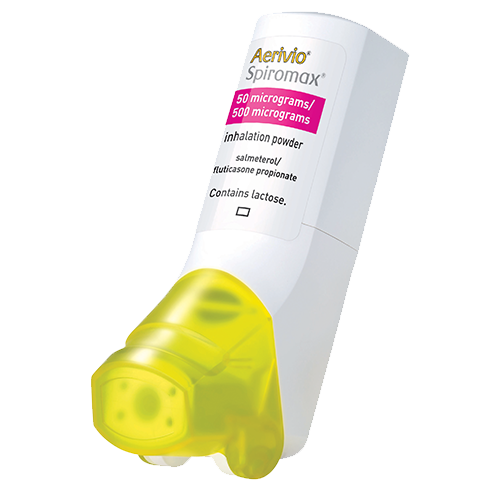 Aerivio®
Spiromax®
50 micrograms/
500 micrograms
inhalation powder
salmeterol/
fluticasone propionate
Contains lactose.